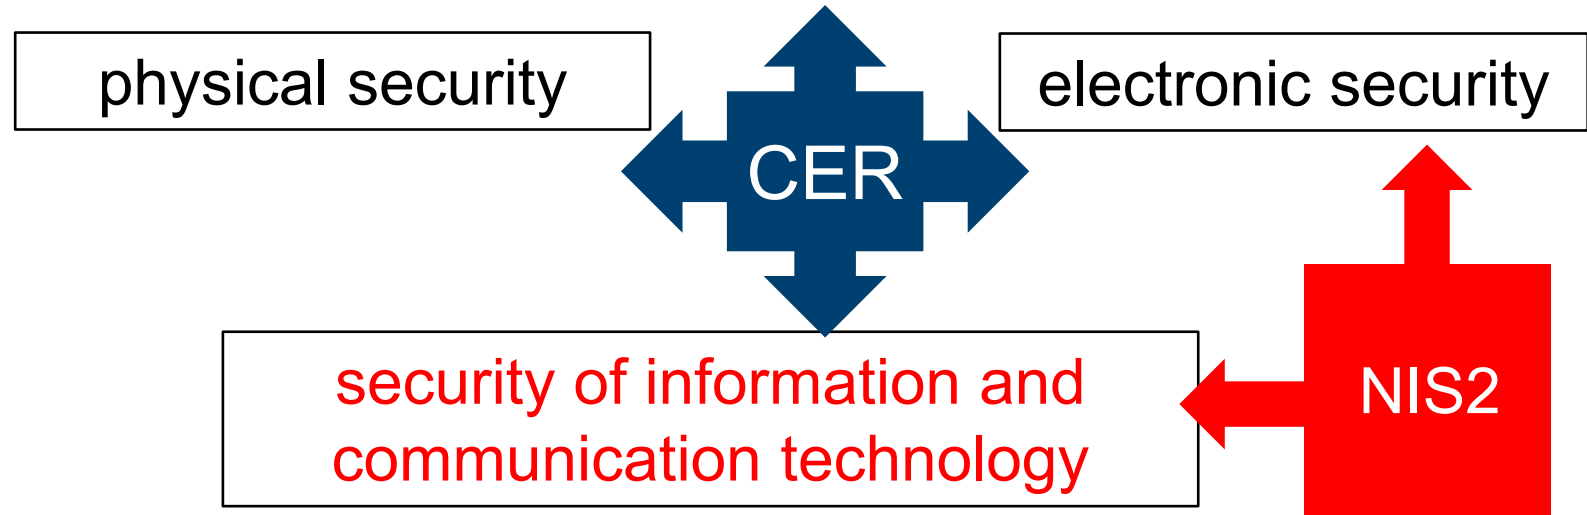 physical security
electronic security
CER
security of information and
communication technology
NIS2